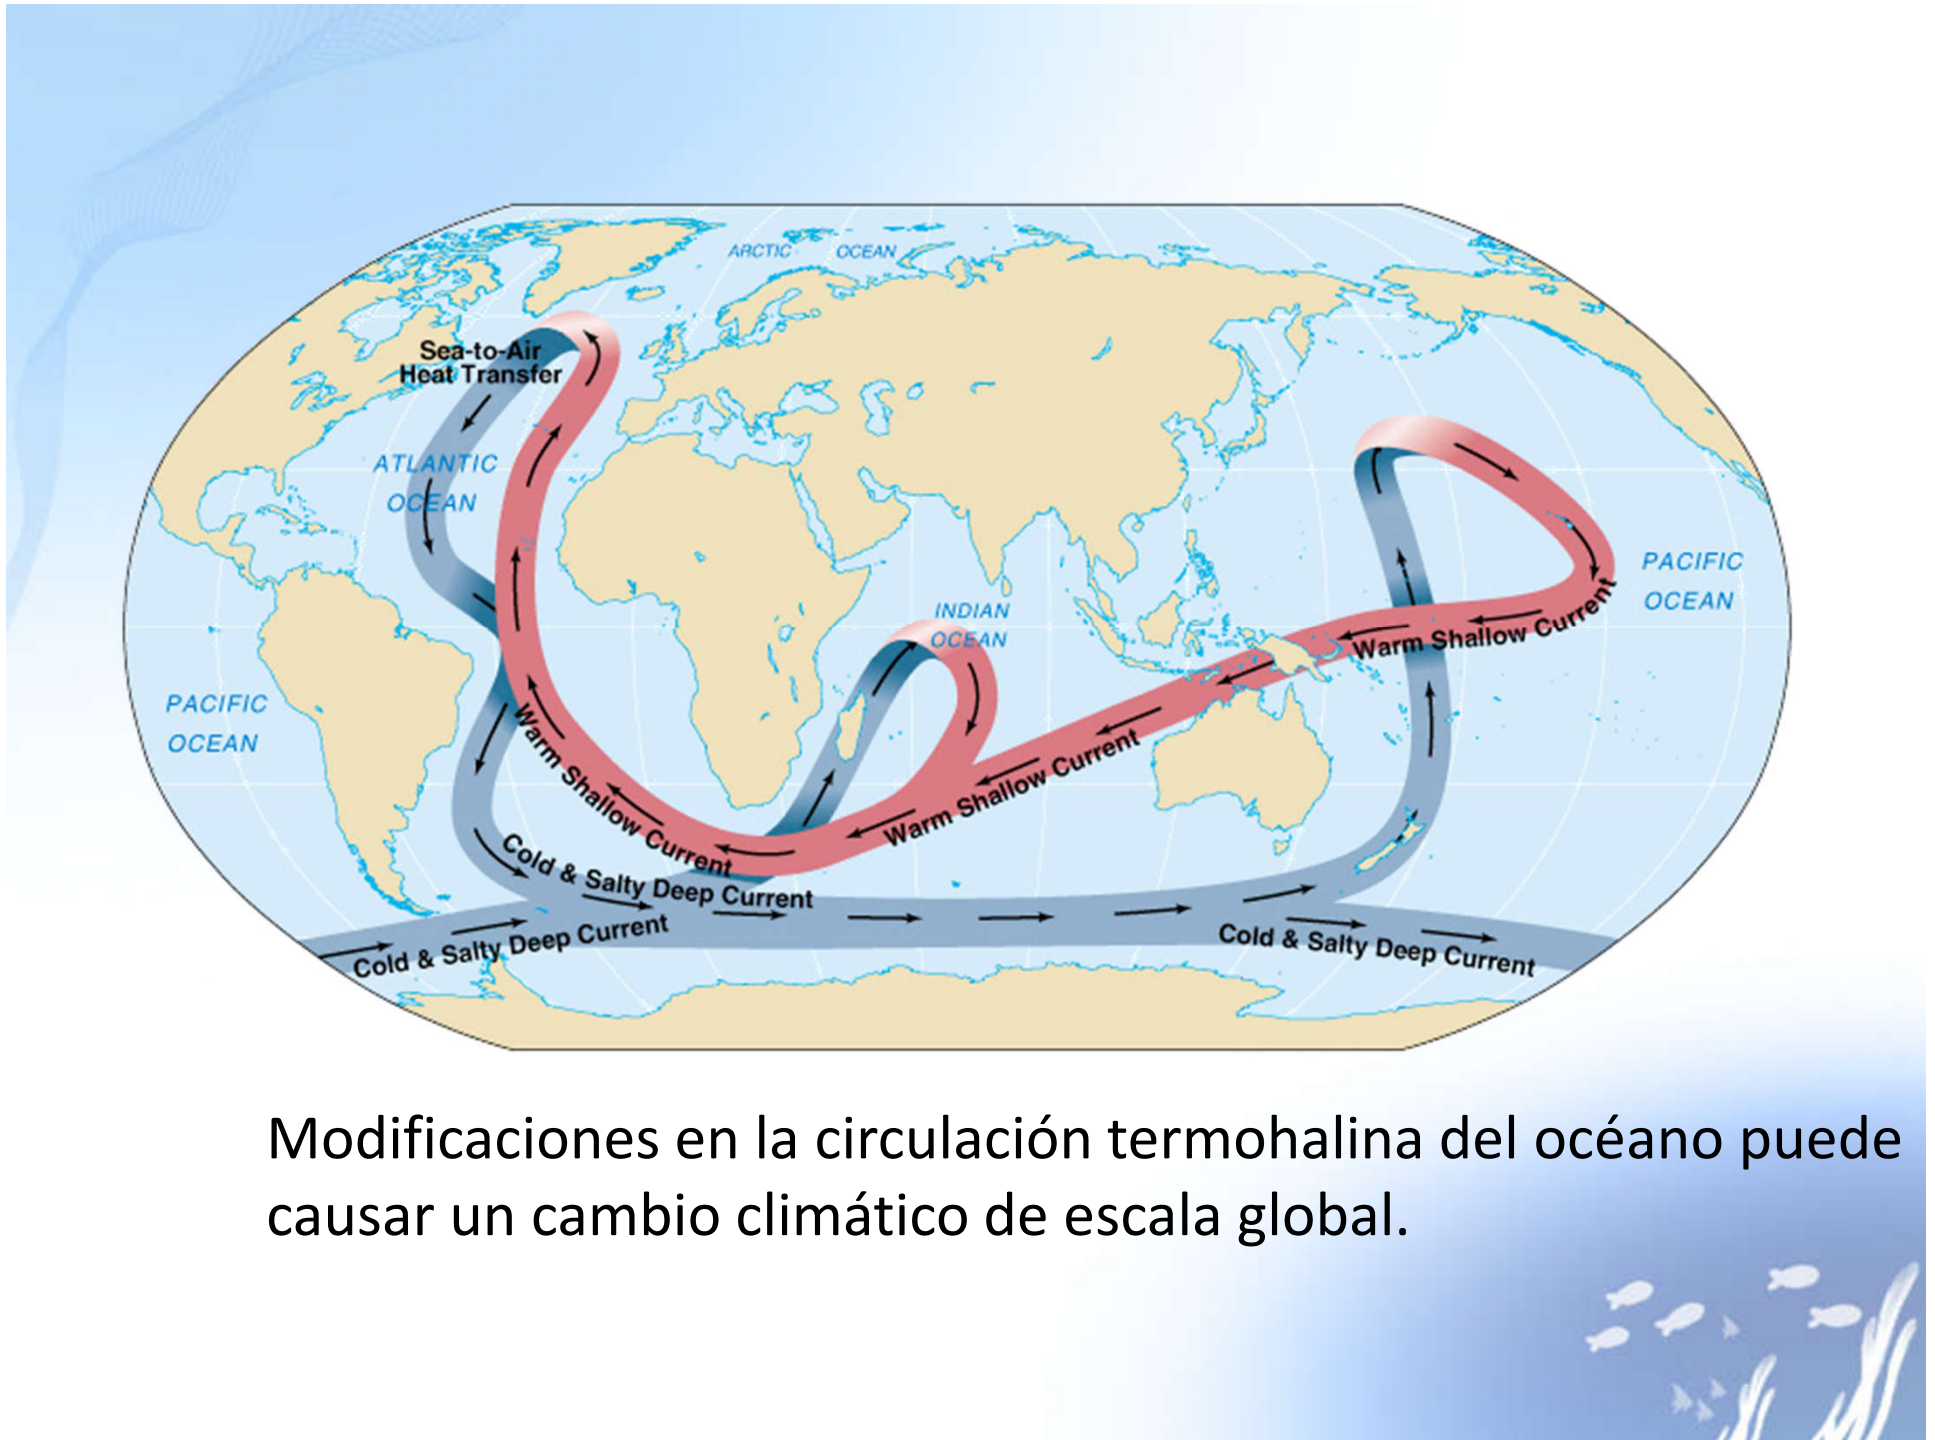 ARCTIC OCEAN
Sea-to-Air
Heat Transfer
ATLANTIC
OCEAN
PACIFIC
OCEAN
INDIAN
OCEAN
Warm Shallow Current
PACIFIC
OCEAN
Warm Shallow Current
Warm Shallow Current
Cold & Salty Deep Current
Cold & Salty Deep Current
Cold & Salty Deep Current
Modificaciones en la circulación termohalina del océano puede
causar un cambio climático de escala global.